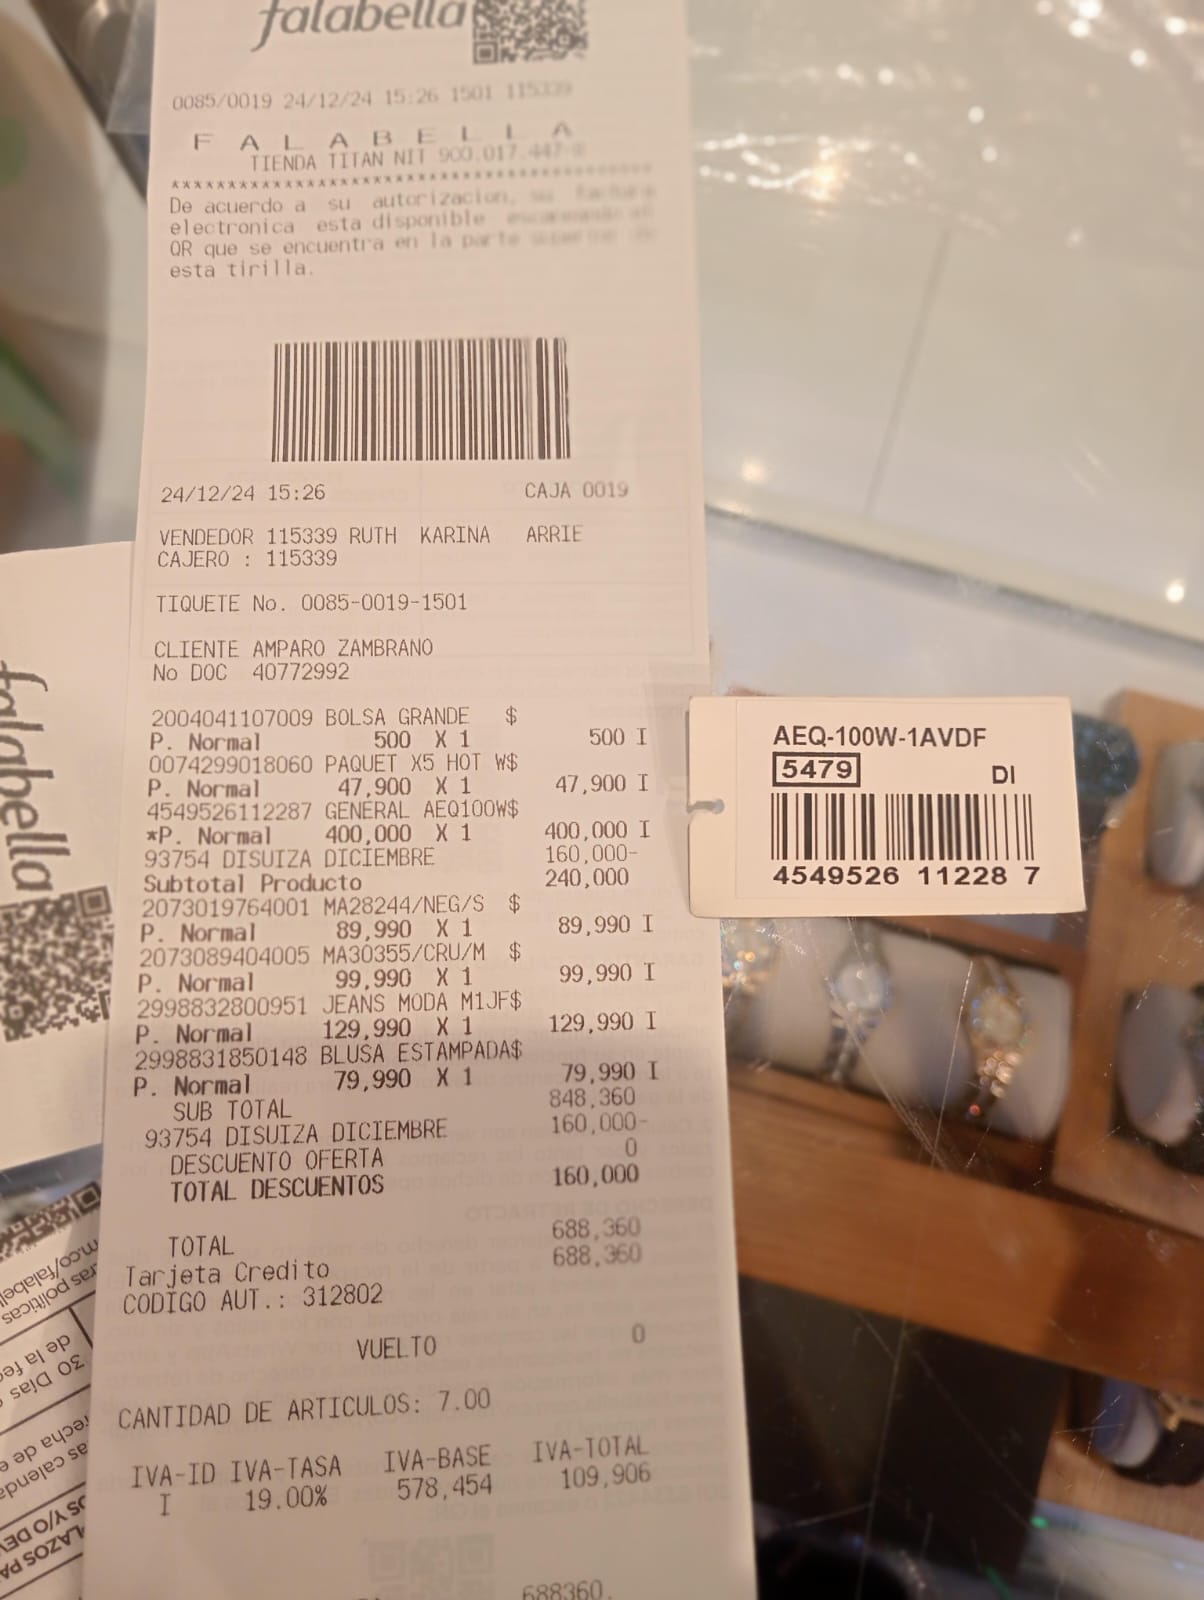 falabella
0085/0019 24/12/24 15:26 1501 115339
F A L A B E L L A
TIENDA TITAN NIT 900.017.447-8
****************************************
De acuerdo a su autorizacion, su factura
electronica esta disponible escaneando el
QR que se encuentra en la parte superior de
esta tirilla.
24/12/24 15:26 CAJA 0019
VENDEDOR 115339 RUTH KARINA ARRIE
CAJERO : 115339
TIQUETE No. 0085-0019-1501
CLIENTE AMPARO ZAMBRANO
No DOC 40772992
2004041107009 BOLSA GRANDE $
P. Normal 500 X 1 500 I
0074299018060 PAQUET X5 HOT W$
P. Normal 47,900 X 1 47,900 I
4549526112287 GENERAL AEQ100W$
*P. Normal 400,000 X 1 400,000 I
93754 DISUIZA DICIEMBRE 160,000-
Subtotal Producto 240,000
2073019764001 MA28244/NEG/S $
P. Normal 89,990 X 1 89,990 I
2073089404005 MA30355/CRU/M $
P. Normal 99,990 X 1 99,990 I
2998832800951 JEANS MODA M1JF$
P. Normal 129,990 X 1 129,990 I
2998831850148 BLUSA ESTAMPADA$
P. Normal 79,990 X 1 79,990 I
SUB TOTAL 848,360
93754 DISUIZA DICIEMBRE 160,000-
DESCUENTO OFERTA 0
TOTAL DESCUENTOS 160,000
TOTAL 688,360
Tarjeta Credito 688,360
CODIGO AUT.: 312802
VUELTO 0
CANTIDAD DE ARTICULOS: 7.00
IVA-ID IVA-TASA IVA-BASE IVA-TOTAL
I 19.00% 578,454 109,906
688360.
AEQ-100W-1AVDF
5479 DI
4549526 11228 7
falabella
m.co/falabel
ras políticas
de la fe
30 Días